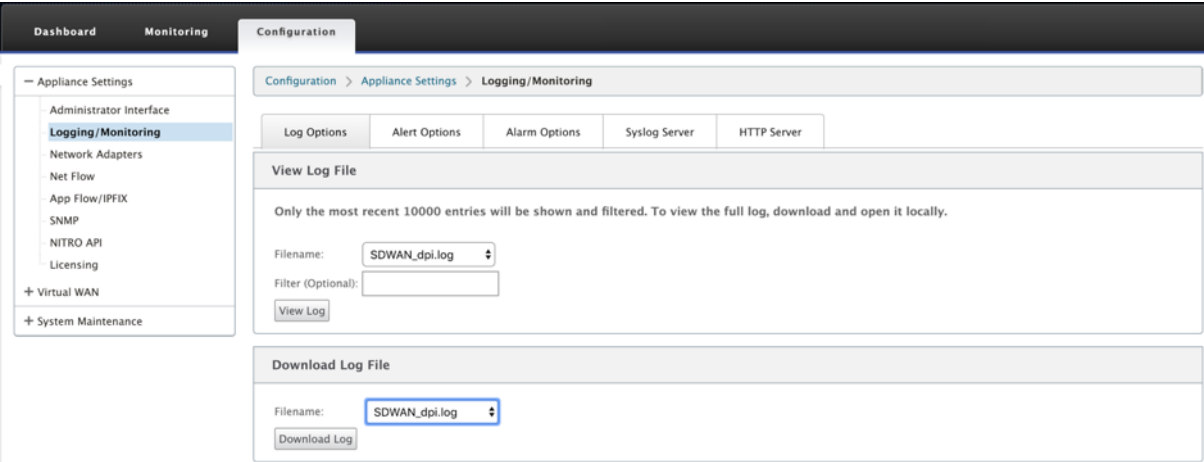 Dashboard Monitoring Configuration
— Appliance Settings
Administrator Interface
Logging/Monitoring
Network Adapters
Net Flow
App Flow/IPFIX
SNMP
NITRO API
Licensing
+ Virtual WAN
+ System Maintenance
Configuration > Appliance Settings > Logging/Monitoring
Log Options Alert Options Alarm Options Syslog Server HTTP Server
View Log File
Only the most recent 10000 entries will be shown and filtered. To view the full log, download and open it locally.
Filename: SDWAN_dpi.log
Filter (Optional):
View Log
Download Log File
Filename: SDWAN_dpi.log
Download Log